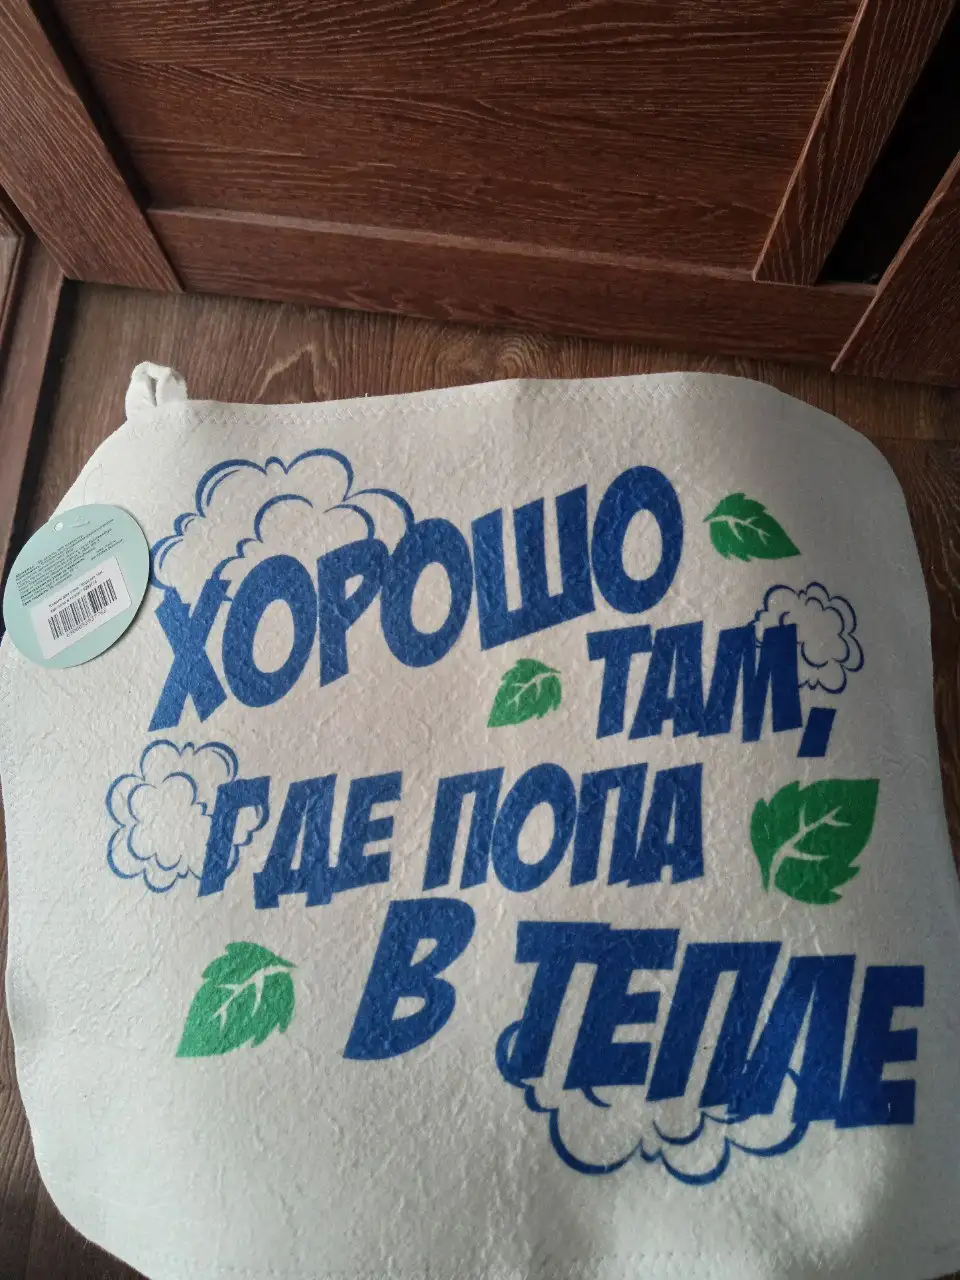 ХОРОШО
ТАМ,
ГДЕ ПОПА
В ТЕПЛЕ